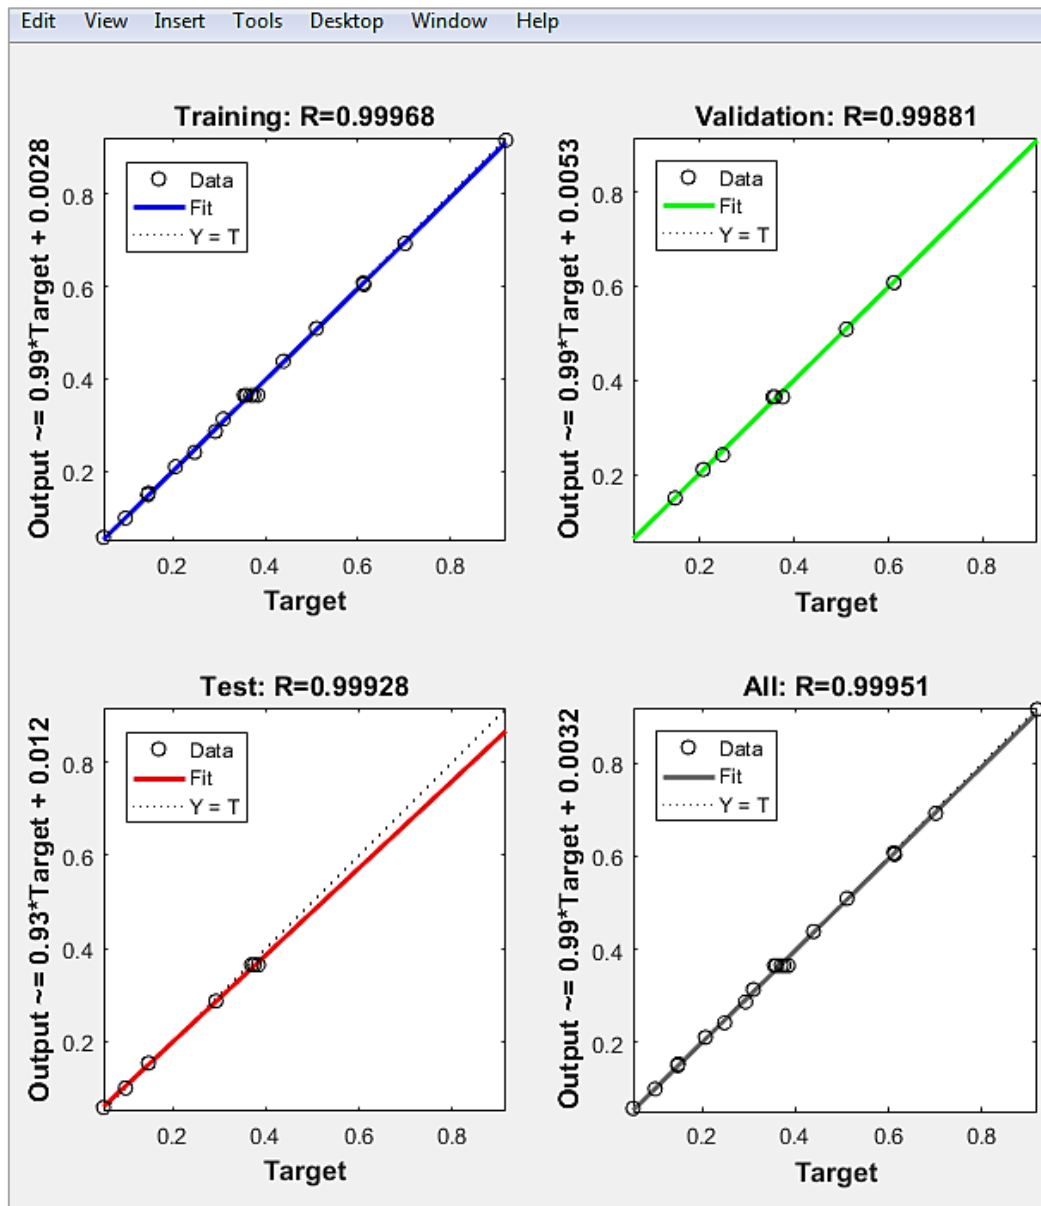 Edit View Insert Tools Desktop Window Help
Training: R=0.99968
Output ~= 0.99*Target + 0.0028
Data
Fit
Y = T
0.8
0.6
0.4
0.2
0.2 0.4 0.6 0.8
Target
Validation: R=0.99881
Output ~= 0.99*Target + 0.0053
Data
Fit
Y = T
0.8
0.6
0.4
0.2
0.2 0.4 0.6 0.8
Target
Test: R=0.99928
Output ~= 0.93*Target + 0.012
Data
Fit
Y = T
0.8
0.6
0.4
0.2
0.2 0.4 0.6 0.8
Target
All: R=0.99951
Output ~= 0.99*Target + 0.0032
Data
Fit
Y = T
0.8
0.6
0.4
0.2
0.2 0.4 0.6 0.8
Target